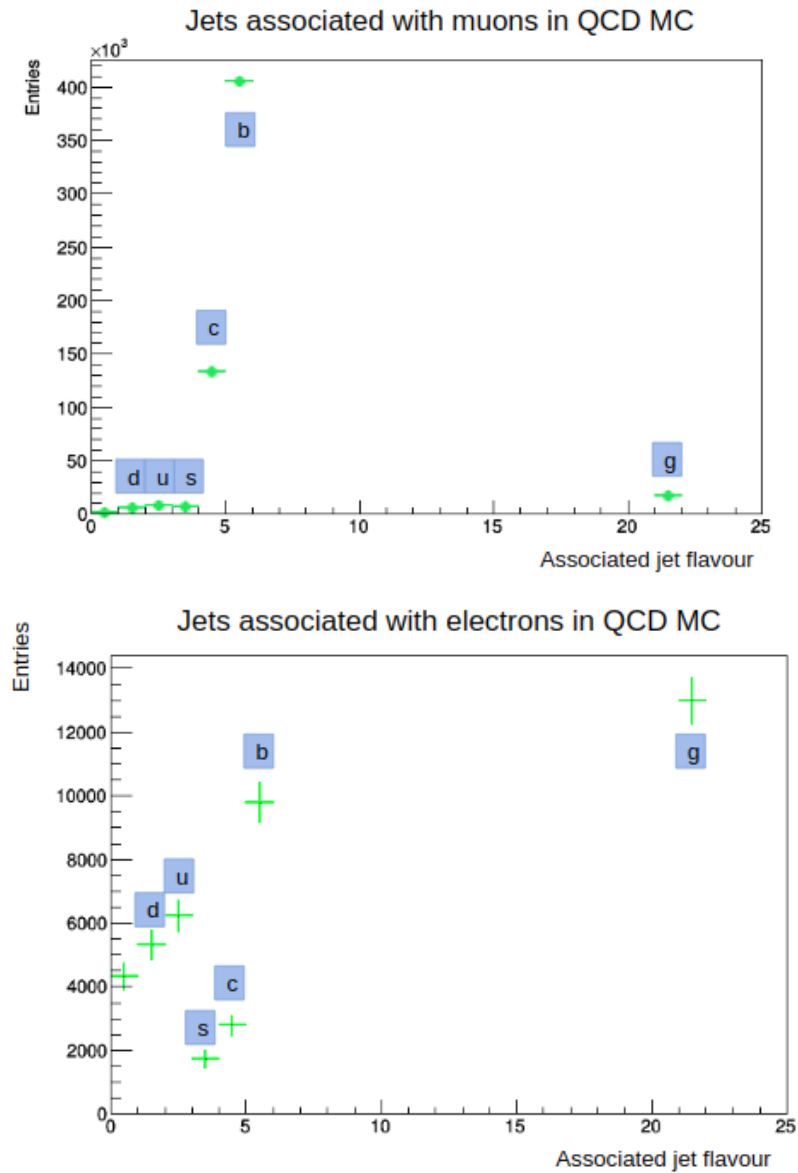 Jets associated with muons in QCD MC
×10³
Entries
400
350
300
250
200
150
100
50
0
b
c
d u s
g
0 5 10 15 20 25
Associated jet flavour
Jets associated with electrons in QCD MC
Entries
14000
12000
10000
8000
6000
4000
2000
0
b
g
u
d
c
s
0 5 10 15 20 25
Associated jet flavour